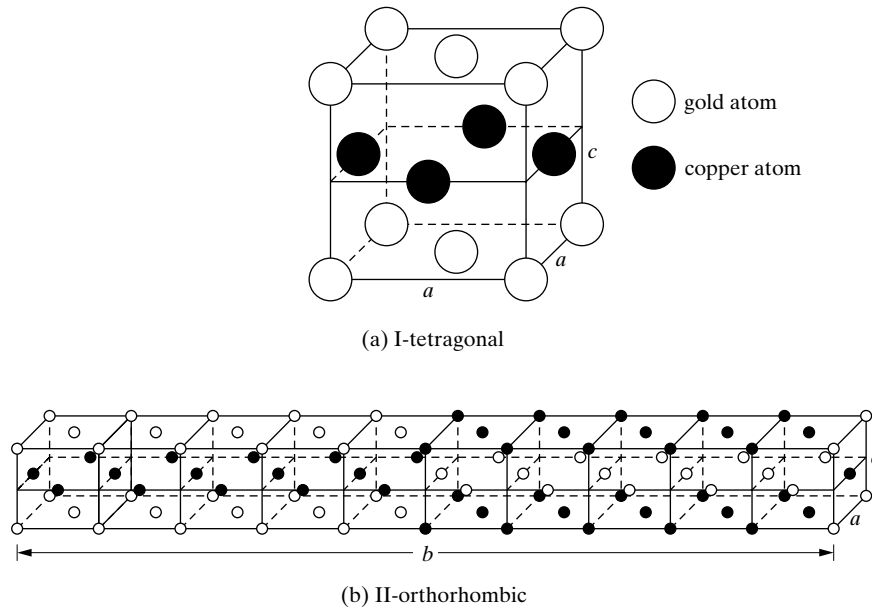 gold atom
c
copper atom
a
a
(a) I-tetragonal
c
a
b
(b) II-orthorhombic